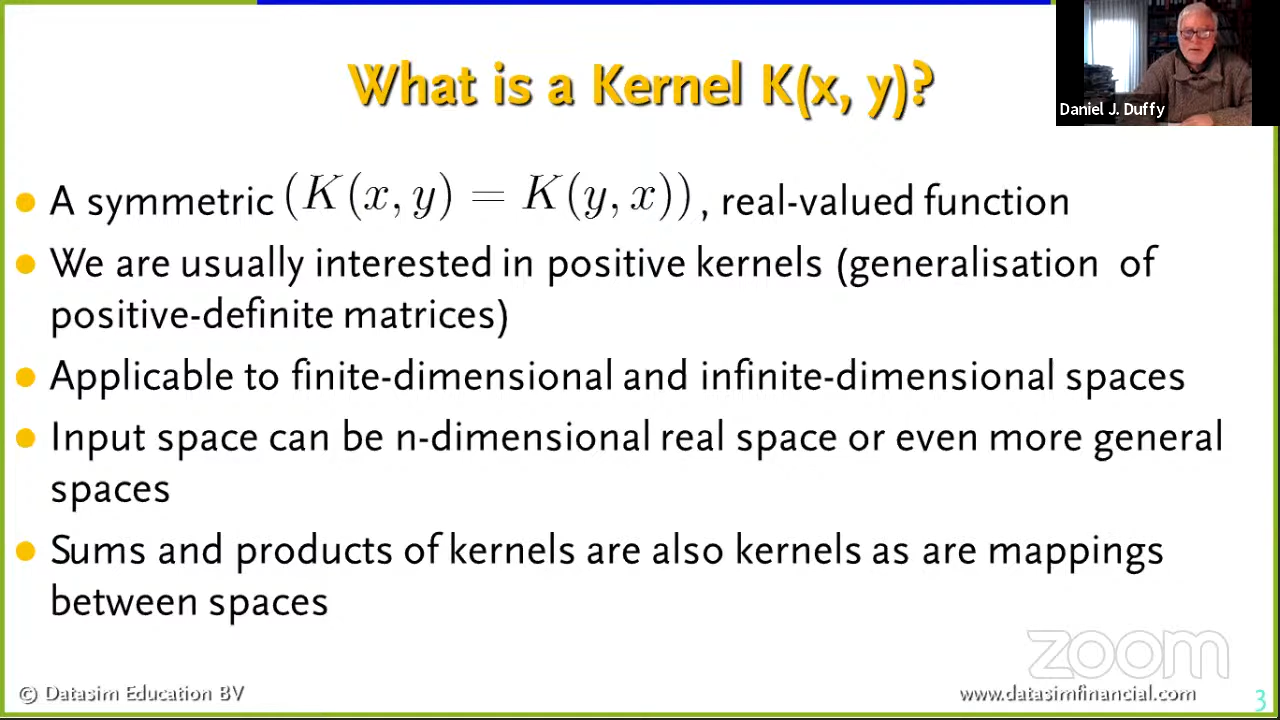 What is a Kernel K(x, y)?
Daniel J. Duffy
A symmetric (K(x, y) = K(y, x)), real-valued function
We are usually interested in positive kernels (generalisation of
positive-definite matrices)
Applicable to finite-dimensional and infinite-dimensional spaces
Input space can be n-dimensional real space or even more general
spaces
Sums and products of kernels are also kernels as are mappings
between spaces
zoom
© Datasim Education BV
www.datasimfinancial.com
3